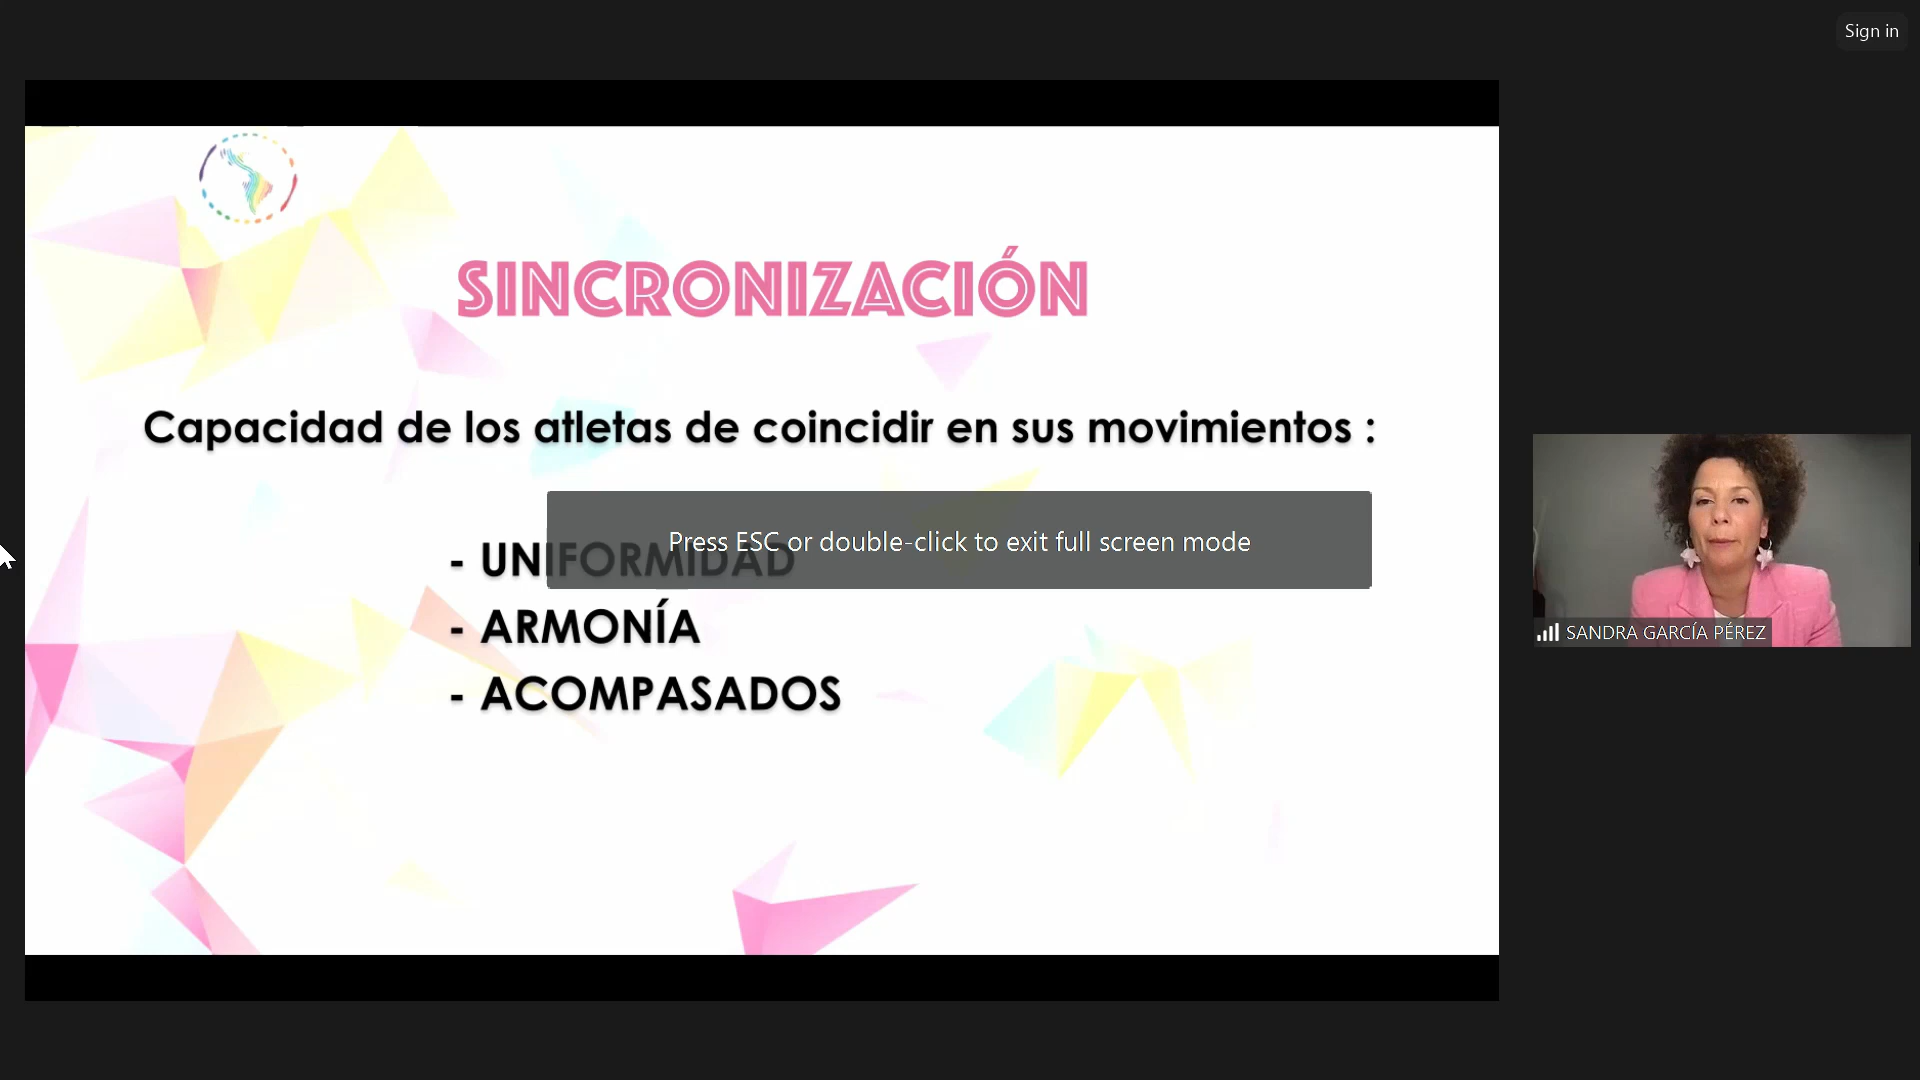 Sign in
SINCRONIZACIÓN
Capacidad de los atletas de coincidir en sus movimientos :
Press ESC or double-click to exit full screen mode
- UNIFORMIDAD
- ARMONÍA
- ACOMPASADOS
SANDRA GARCÍA PÉREZ